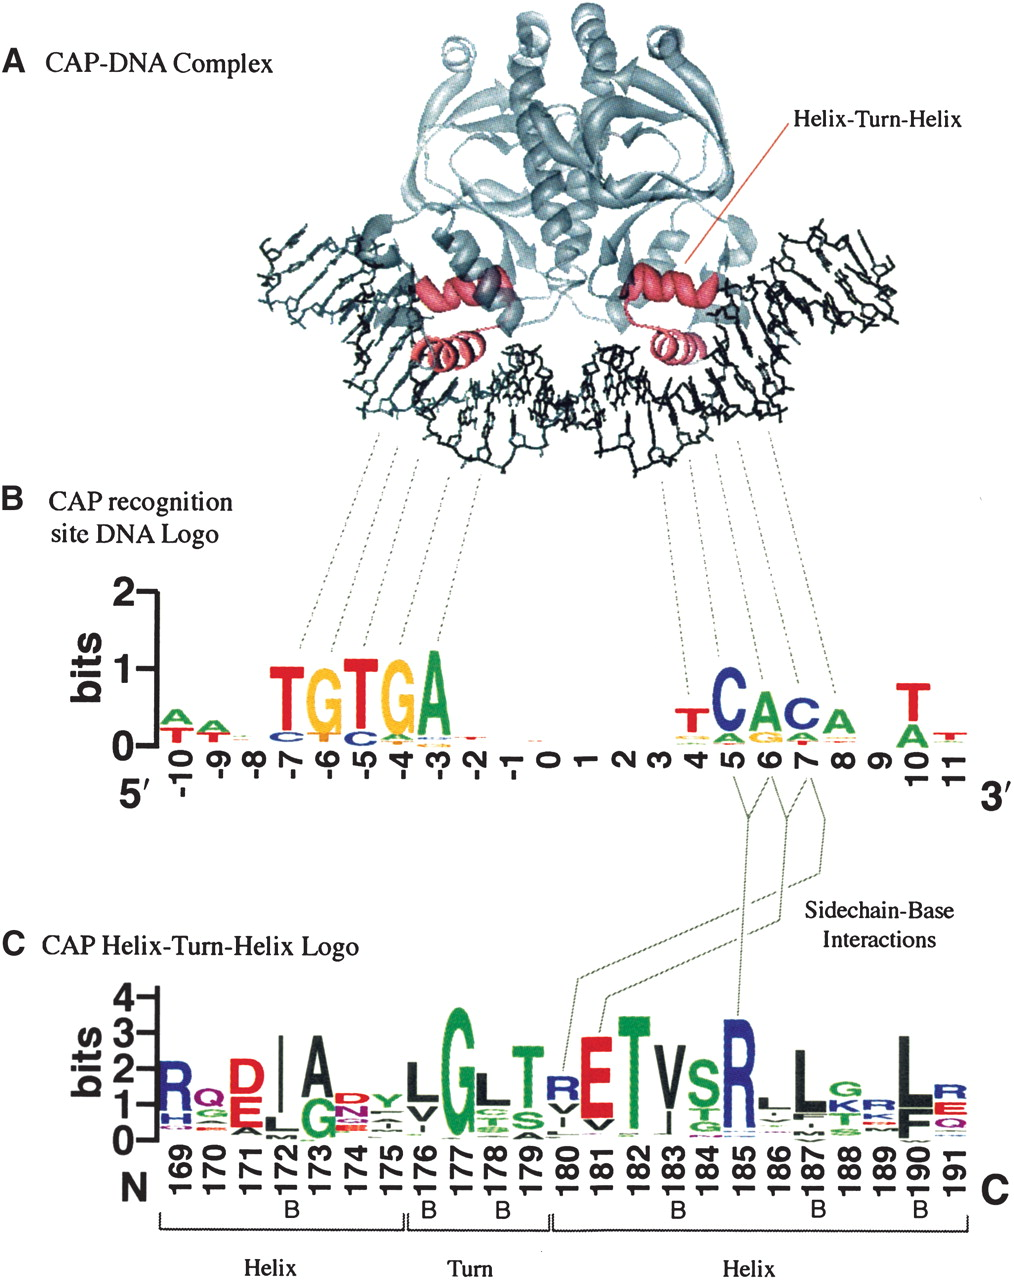 A CAP-DNA Complex
Helix-Turn-Helix
B CAP recognition
site DNA Logo
2
1
0
bits
T G T G A
T C A C A
T
A
5′ -10 -9 -8 -7 -6 -5 -4 -3 -2 -1 0 1 2 3 4 5 6 7 8 9 10 11 3′
Sidechain-Base
Interactions
C CAP Helix-Turn-Helix Logo
4
3
2
1
0
bits
R Q D I A D Y L G L T R E T V S R L L G R L R
N 169 170 171 172 173 174 175 176 177 178 179 180 181 182 183 184 185 186 187 188 189 190 191 C
B B B B B B
Helix Turn Helix